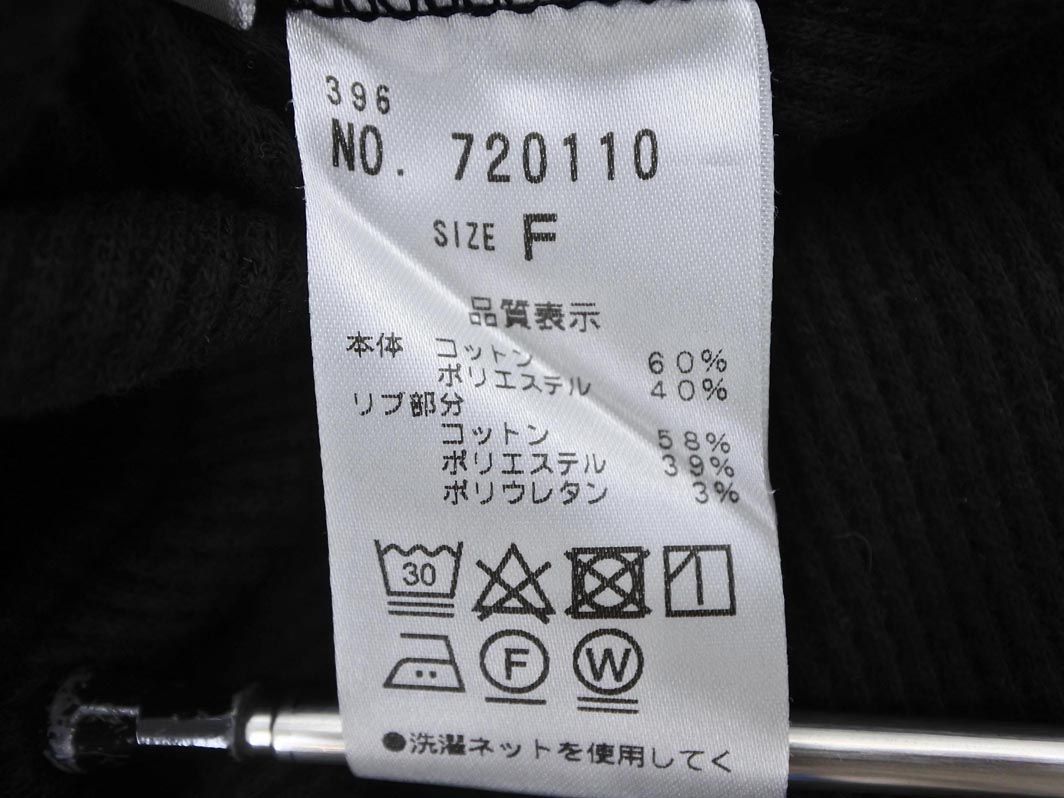 396
NO. 720110
SIZE F
品質表示
本体 コットン 60%
ポリエステル 40%
リブ部分
コットン 58%
ポリエステル 39%
ポリウレタン 3%
30
F W
●洗濯ネットを使用してく